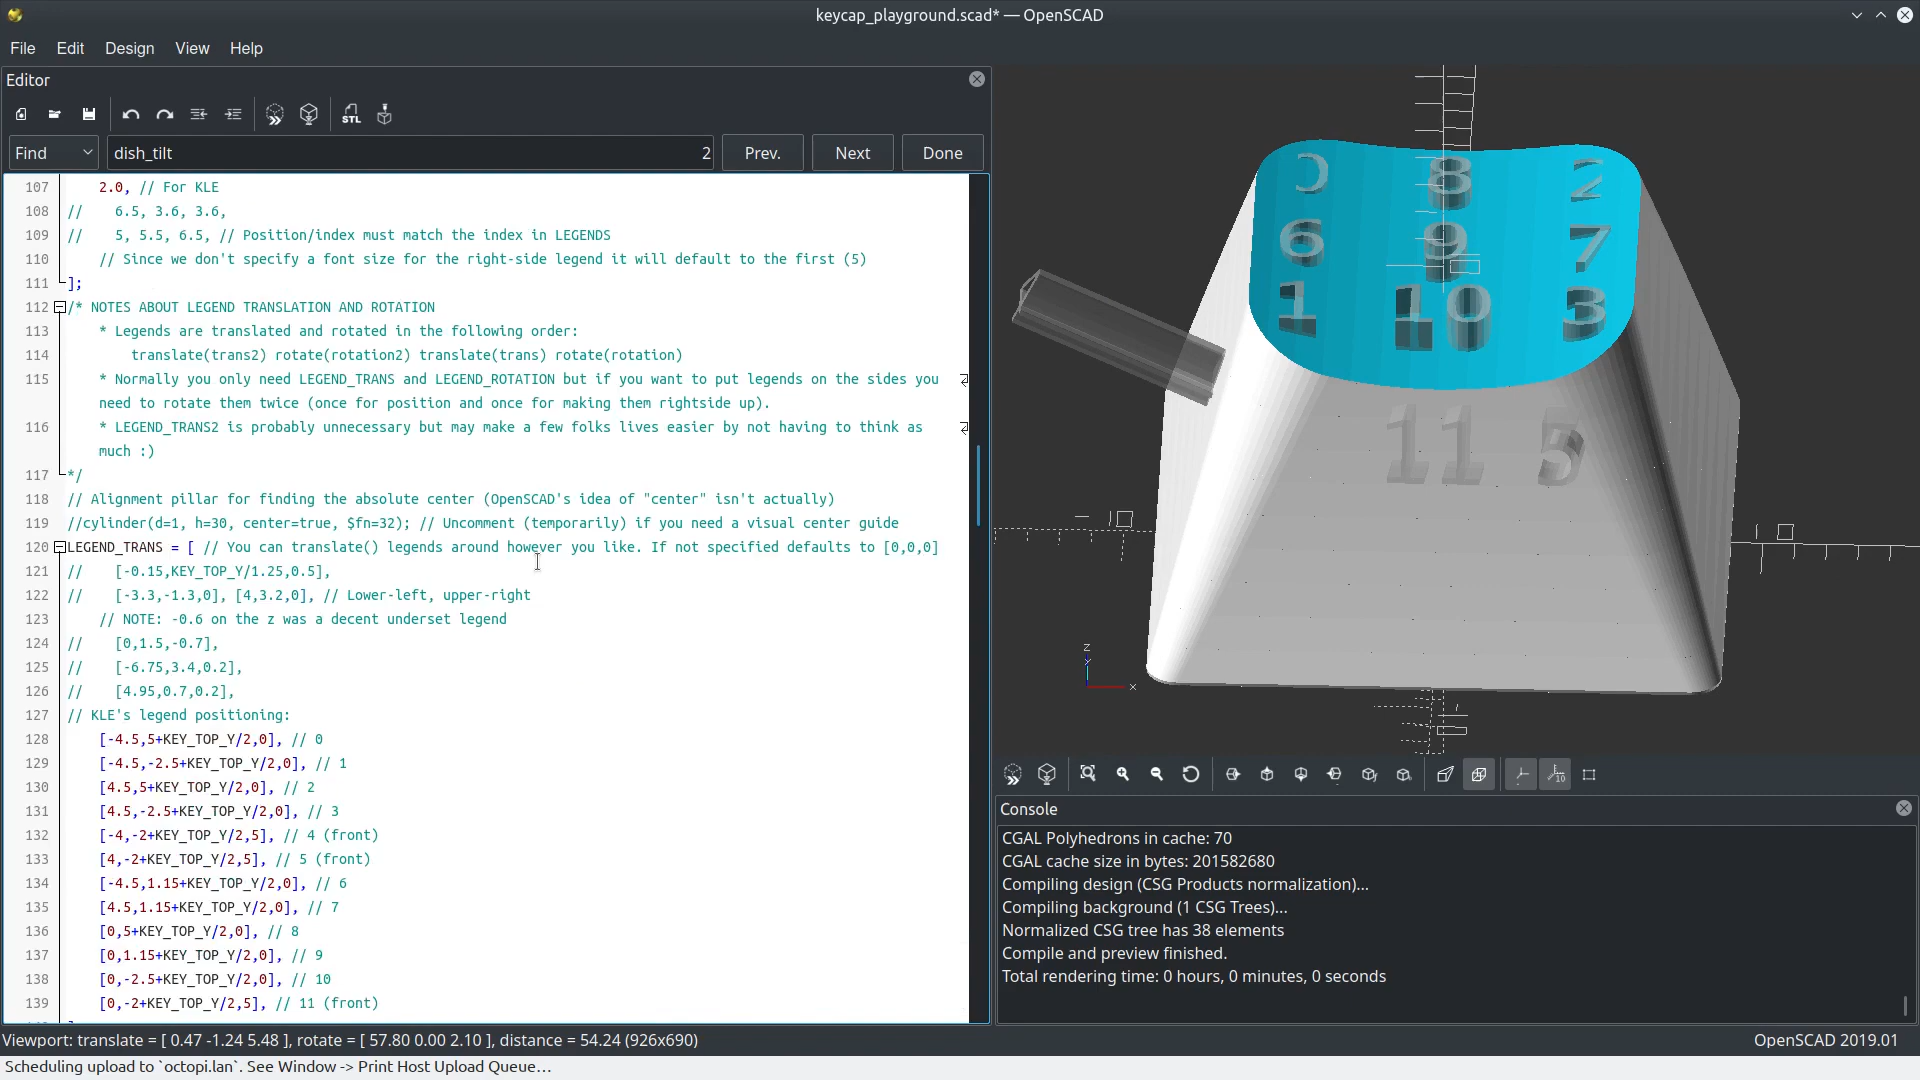 keycap_playground.scad* — OpenSCAD
File Edit Design View Help
Editor
STL
Find dish_tilt 2 Prev. Next Done
107 2.0, // For KLE
108 // 6.5, 3.6, 3.6,
109 // 5, 5.5, 6.5, // Position/index must match the index in LEGENDS
110 // Since we don't specify a font size for the right-side legend it will default to the first (5)
111 ];
112 /* NOTES ABOUT LEGEND TRANSLATION AND ROTATION
113 * Legends are translated and rotated in the following order:
114 translate(trans2) rotate(rotation2) translate(trans) rotate(rotation)
115 * Normally you only need LEGEND_TRANS and LEGEND_ROTATION but if you want to put legends on the sides you
need to rotate them twice (once for position and once for making them rightside up).
116 * LEGEND_TRANS2 is probably unnecessary but may make a few folks lives easier by not having to think as
much :)
117 */
118 // Alignment pillar for finding the absolute center (OpenSCAD's idea of "center" isn't actually)
119 //cylinder(d=1, h=30, center=true, $fn=32); // Uncomment (temporarily) if you need a visual center guide
120 LEGEND_TRANS = [ // You can translate() legends around however you like. If not specified defaults to [0,0,0]
121 // [-0.15,KEY_TOP_Y/1.25,0.5],
122 // [-3.3,-1.3,0], [4,3.2,0], // Lower-left, upper-right
123 // NOTE: -0.6 on the z was a decent underset legend
124 // [0,1.5,-0.7],
125 // [-6.75,3.4,0.2],
126 // [4.95,0.7,0.2],
127 // KLE's legend positioning:
128 [-4.5,5+KEY_TOP_Y/2,0], // 0
129 [-4.5,-2.5+KEY_TOP_Y/2,0], // 1
130 [4.5,5+KEY_TOP_Y/2,0], // 2
131 [4.5,-2.5+KEY_TOP_Y/2,0], // 3
132 [-4,-2+KEY_TOP_Y/2,5], // 4 (front)
133 [4,-2+KEY_TOP_Y/2,5], // 5 (front)
134 [-4.5,1.15+KEY_TOP_Y/2,0], // 6
135 [4.5,1.15+KEY_TOP_Y/2,0], // 7
136 [0,5+KEY_TOP_Y/2,0], // 8
137 [0,1.15+KEY_TOP_Y/2,0], // 9
138 [0,-2.5+KEY_TOP_Y/2,0], // 10
139 [0,-2+KEY_TOP_Y/2,5], // 11 (front)
8 2
6 9 7
1 10 3
11 5
z
y
x
10
Console
CGAL Polyhedrons in cache: 70
CGAL cache size in bytes: 201582680
Compiling design (CSG Products normalization)...
Compiling background (1 CSG Trees)...
Normalized CSG tree has 38 elements
Compile and preview finished.
Total rendering time: 0 hours, 0 minutes, 0 seconds
Viewport: translate = [ 0.47 -1.24 5.48 ], rotate = [ 57.80 0.00 2.10 ], distance = 54.24 (926x690)
OpenSCAD 2019.01
Scheduling upload to `octopi.lan`. See Window -> Print Host Upload Queue…